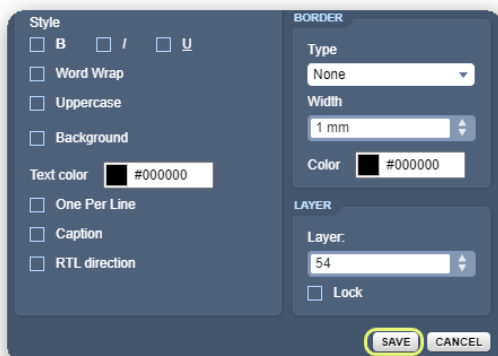 Style
B I U
Word Wrap
Uppercase
Background
Text color #000000
One Per Line
Caption
RTL direction
BORDER
Type
None
Width
1 mm
Color #000000
LAYER
Layer:
54
Lock
SAVE CANCEL